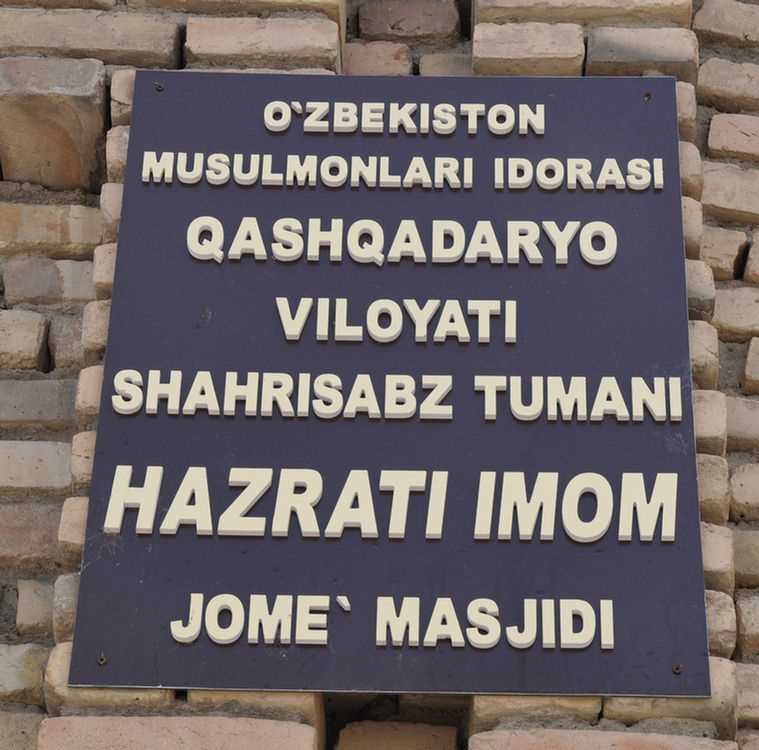 O`ZBEKISTON
MUSULMONLARI IDORASI
QASHQADARYO
VILOYATI
SHAHRISABZ TUMANI
HAZRATI IMOM
JOME` MASJIDI